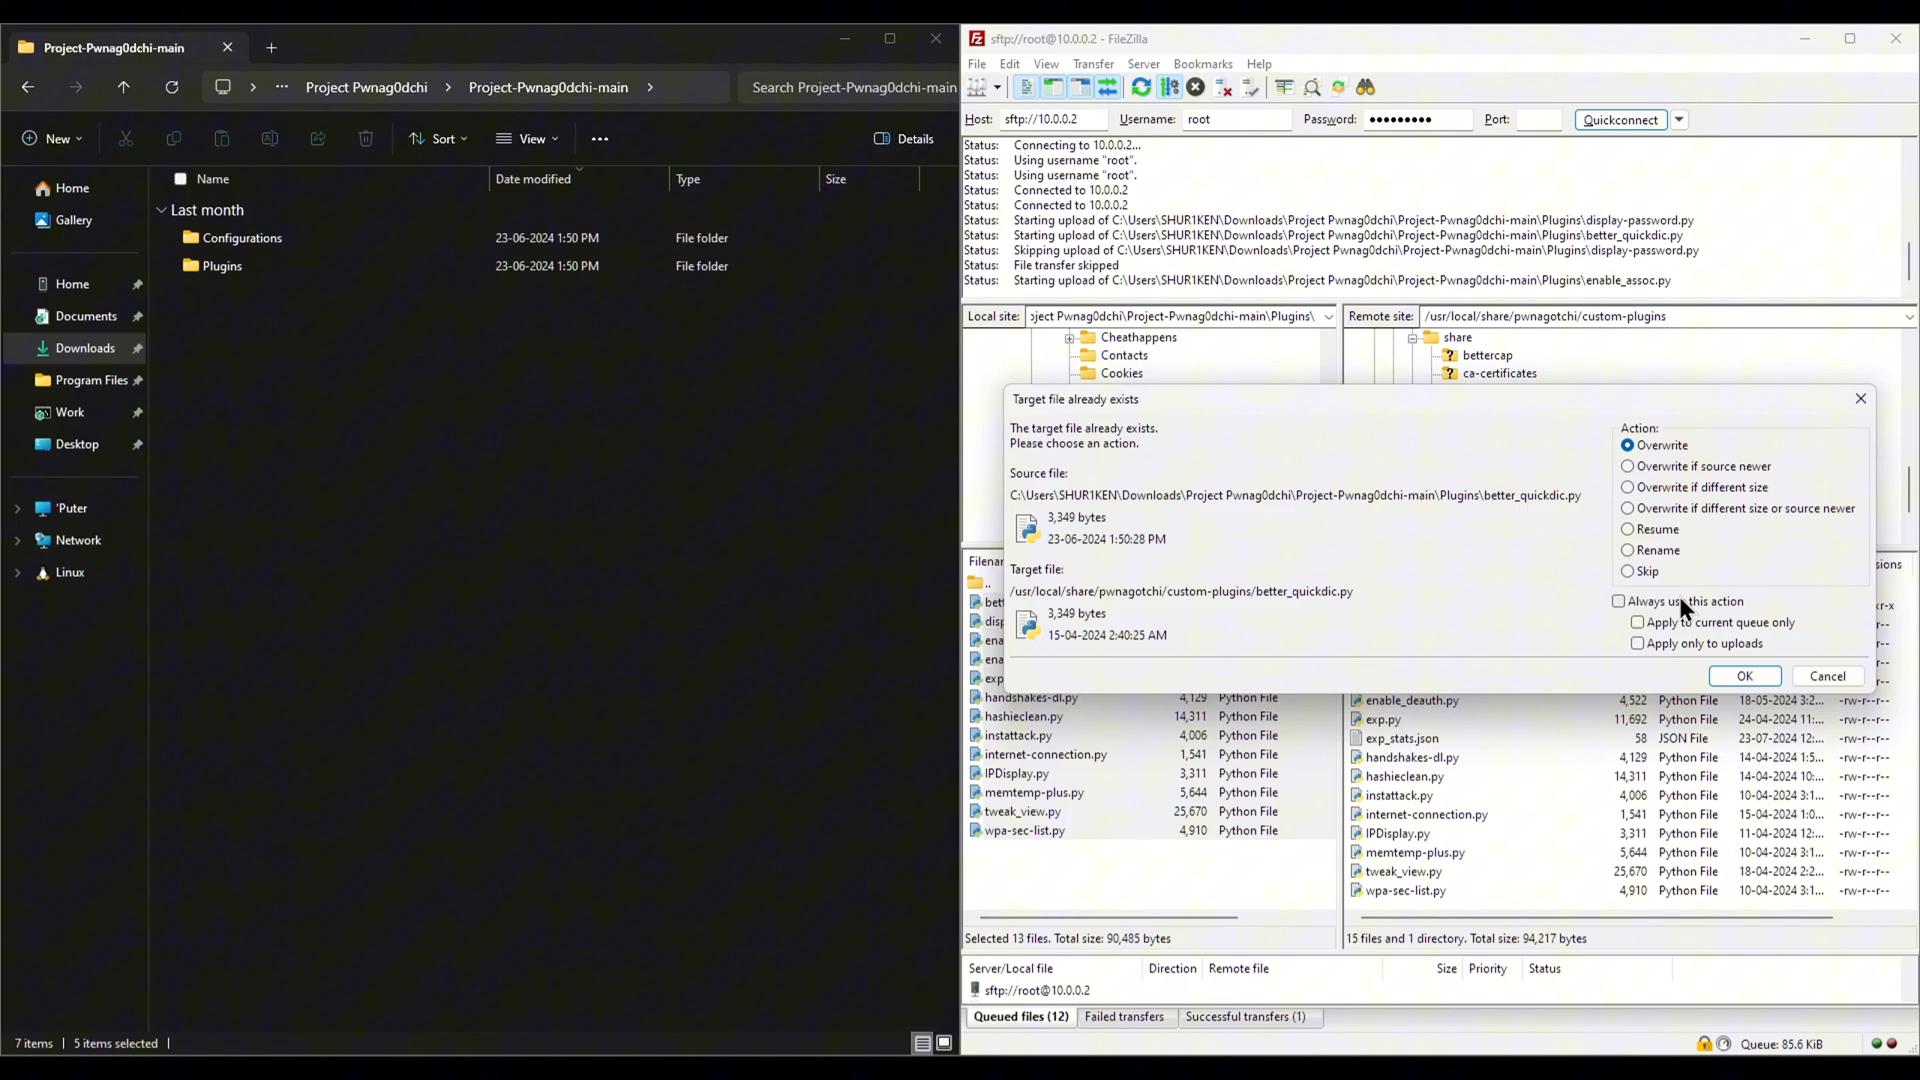 Project-Pwnag0dchi-main
Project Pwnag0dchi
Project-Pwnag0dchi-main
Search Project-Pwnag0dchi-main
New
Sort
View
Details
Name
Date modified
Type
Size
Last month
Configurations 23-06-2024 1:50 PM File folder
Plugins 23-06-2024 1:50 PM File folder
Home
Gallery
Home
Documents
Downloads
Program Files
Work
Desktop
'Puter
Network
Linux
7 items
5 items selected
sftp://root@10.0.0.2 - FileZilla
File Edit View Transfer Server Bookmarks Help
Host: sftp://10.0.0.2 Username: root Password: ●●●●●●●●● Port: Quickconnect
Status: Connecting to 10.0.0.2...
Status: Using username "root".
Status: Using username "root".
Status: Connected to 10.0.0.2
Status: Connected to 10.0.0.2
Status: Starting upload of C:\Users\SHUR1KEN\Downloads\Project Pwnag0dchi\Project-Pwnag0dchi-main\Plugins\display-password.py
Status: Starting upload of C:\Users\SHUR1KEN\Downloads\Project Pwnag0dchi\Project-Pwnag0dchi-main\Plugins\better_quickdic.py
Status: Skipping upload of C:\Users\SHUR1KEN\Downloads\Project Pwnag0dchi\Project-Pwnag0dchi-main\Plugins\display-password.py
Status: File transfer skipped
Status: Starting upload of C:\Users\SHUR1KEN\Downloads\Project Pwnag0dchi\Project-Pwnag0dchi-main\Plugins\enable_assoc.py
Local site: ject Pwnag0dchi\Project-Pwnag0dchi-main\Plugins\
Remote site: /usr/local/share/pwnagotchi/custom-plugins
Cheathappens
Contacts
Cookies
share
bettercap
ca-certificates
Target file already exists
The target file already exists.
Please choose an action.
Source file:
C:\Users\SHUR1KEN\Downloads\Project Pwnag0dchi\Project-Pwnag0dchi-main\Plugins\better_quickdic.py
3,349 bytes
23-06-2024 1:50:28 PM
Target file:
/usr/local/share/pwnagotchi/custom-plugins/better_quickdic.py
3,349 bytes
15-04-2024 2:40:25 AM
Action:
Overwrite
Overwrite if source newer
Overwrite if different size
Overwrite if different size or source newer
Resume
Rename
Skip
Always use this action
Apply to current queue only
Apply only to uploads
OK
Cancel
Filenar
..
bet
disp
ena
ena
exp
handshakes-dl.py 4,129 Python File
hashieclean.py 14,311 Python File
instattack.py 4,006 Python File
internet-connection.py 1,541 Python File
IPDisplay.py 3,311 Python File
memtemp-plus.py 5,644 Python File
tweak_view.py 25,670 Python File
wpa-sec-list.py 4,910 Python File
Selected 13 files. Total size: 90,485 bytes
sions
xr-x
enable_deauth.py 4,522 Python File 18-05-2024 3:2... -rw-r--r--
exp.py 11,692 Python File 24-04-2024 11:... -rw-r--r--
exp_stats.json 58 JSON File 23-07-2024 12:... -rw-r--r--
handshakes-dl.py 4,129 Python File 14-04-2024 1:5... -rw-r--r--
hashieclean.py 14,311 Python File 14-04-2024 10:... -rw-r--r--
instattack.py 4,006 Python File 10-04-2024 3:1... -rw-r--r--
internet-connection.py 1,541 Python File 15-04-2024 1:0... -rw-r--r--
IPDisplay.py 3,311 Python File 11-04-2024 12:... -rw-r--r--
memtemp-plus.py 5,644 Python File 10-04-2024 3:1... -rw-r--r--
tweak_view.py 25,670 Python File 18-04-2024 2:2... -rw-r--r--
wpa-sec-list.py 4,910 Python File 10-04-2024 3:1... -rw-r--r--
15 files and 1 directory. Total size: 94,217 bytes
Server/Local file Direction Remote file Size Priority Status
sftp://root@10.0.0.2
Queued files (12) Failed transfers Successful transfers (1)
Queue: 85.6 KiB